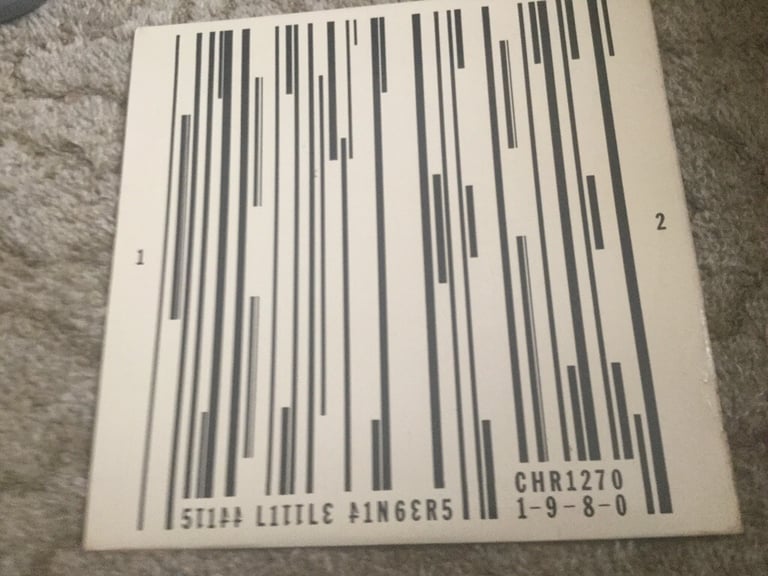 1
2
5T1FF L1TTLE F1N6ER5
CHR1270
1-9-8-0